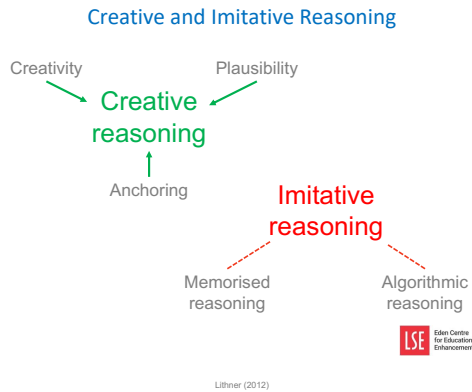 Creative and Imitative Reasoning
Creativity
Plausibility
Creative
reasoning
Anchoring
Imitative
reasoning
Memorised
reasoning
Algorithmic
reasoning
LSE
Eden Centre
for Education
Enhancement
Lithner (2012)